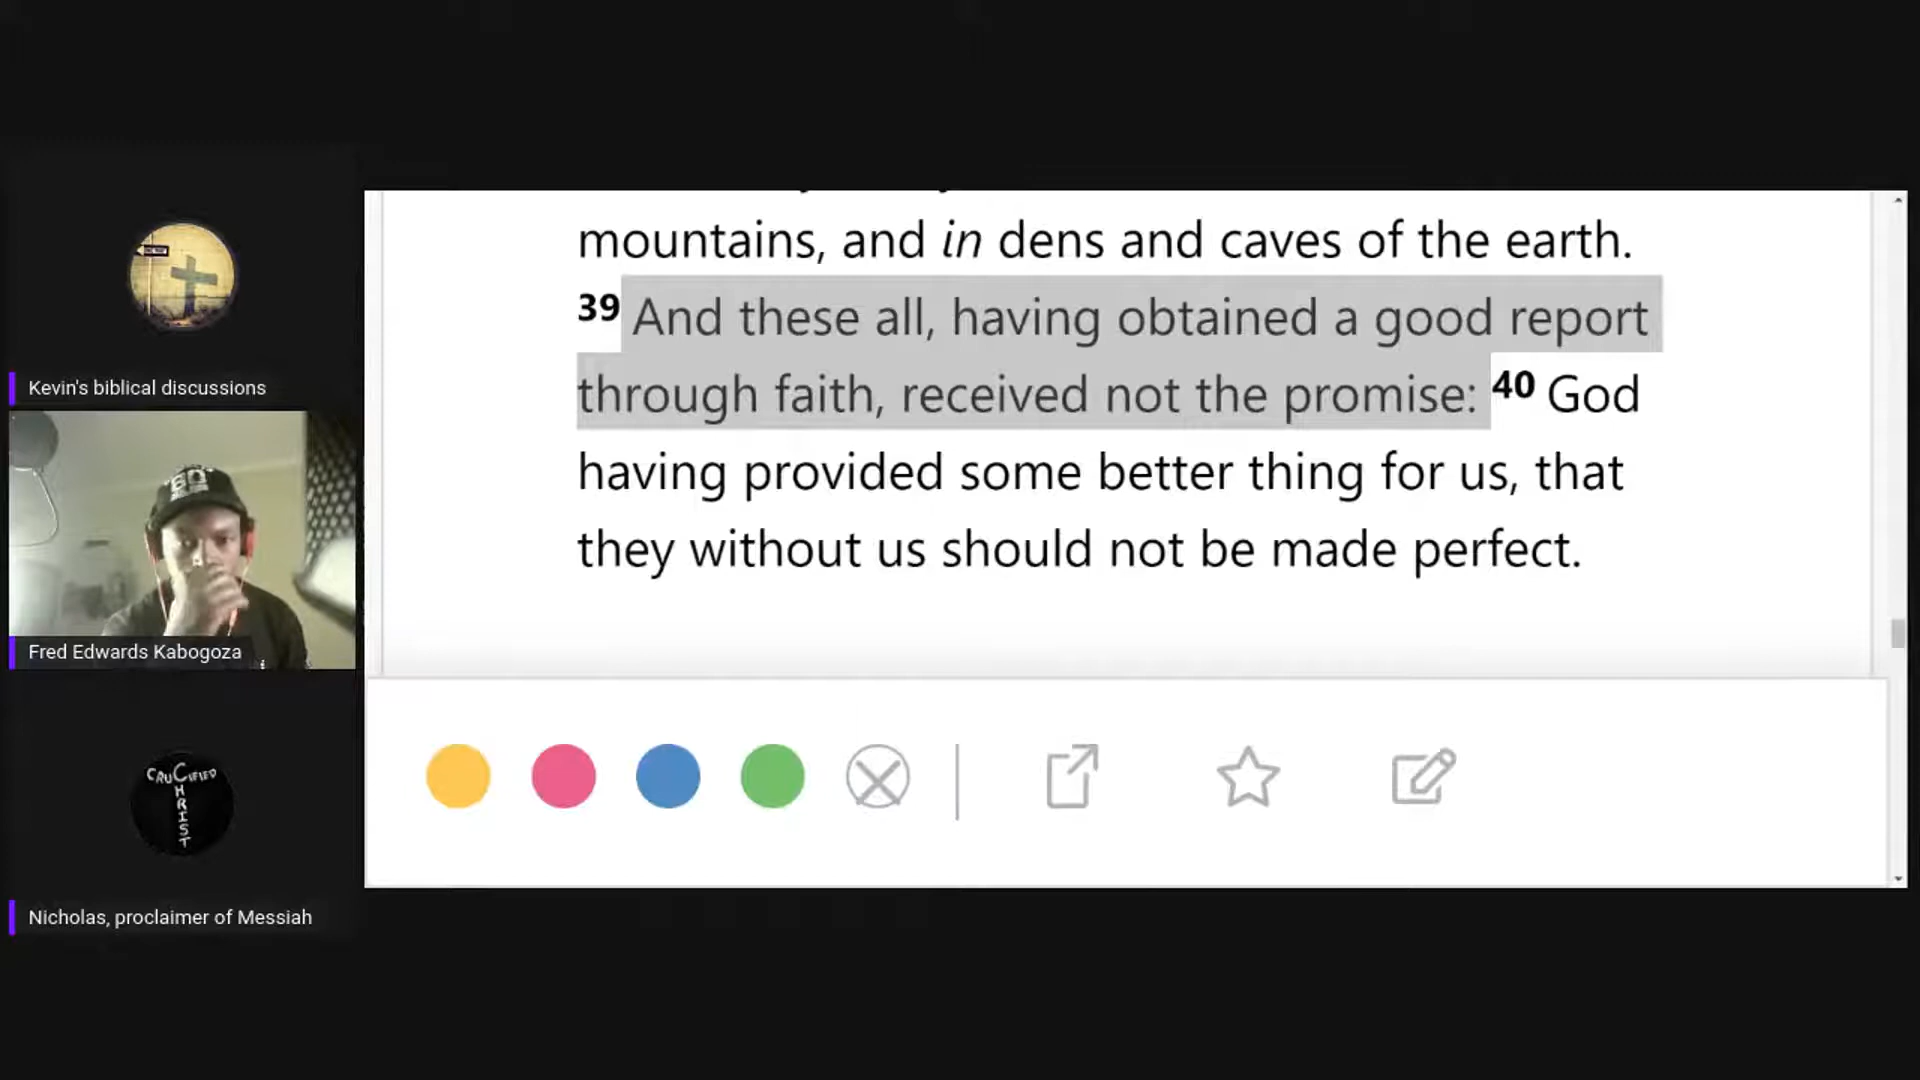 mountains, and in dens and caves of the earth.
39 And these all, having obtained a good report
through faith, received not the promise: 40 God
having provided some better thing for us, that
they without us should not be made perfect.
Kevin's biblical discussions
Fred Edwards Kabogoza
CRUCIFIED
CHRIST
Nicholas, proclaimer of Messiah